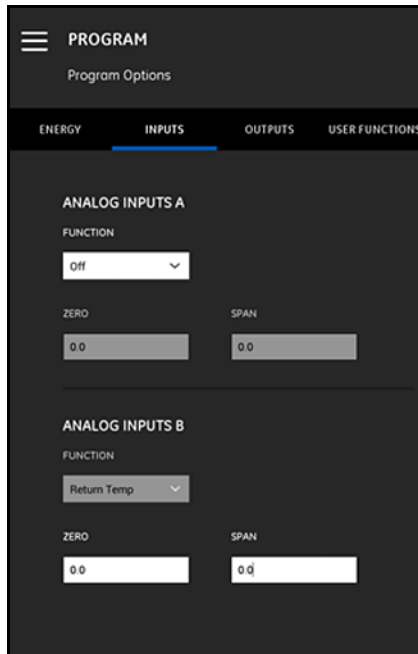 PROGRAM
Program Options
ENERGY INPUTS OUTPUTS USER FUNCTIONS
ANALOG INPUTS A
FUNCTION
Off
ZERO SPAN
0.0 0.0
ANALOG INPUTS B
FUNCTION
Return Temp
ZERO SPAN
0.0 0.0